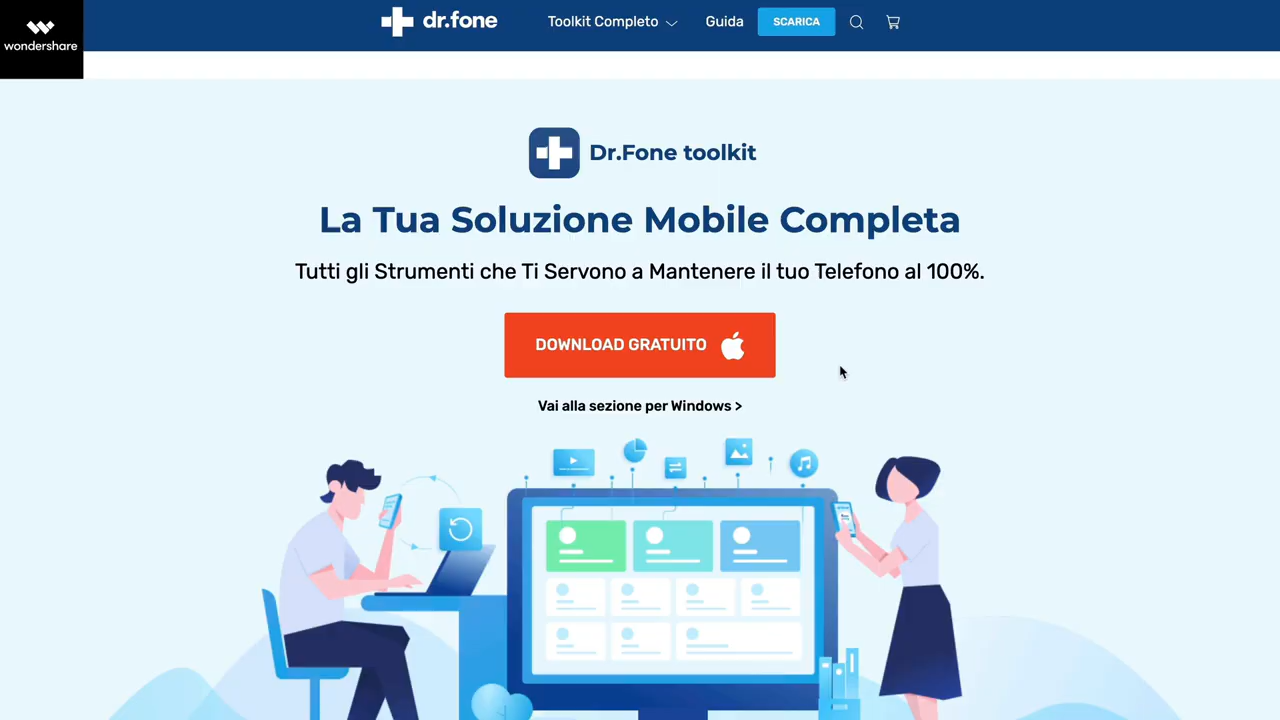 wondershare
dr.fone
Toolkit Completo
Guida
SCARICA
Dr.Fone toolkit
La Tua Soluzione Mobile Completa
Tutti gli Strumenti che Ti Servono a Mantenere il tuo Telefono al 100%.
DOWNLOAD GRATUITO
Vai alla sezione per Windows >